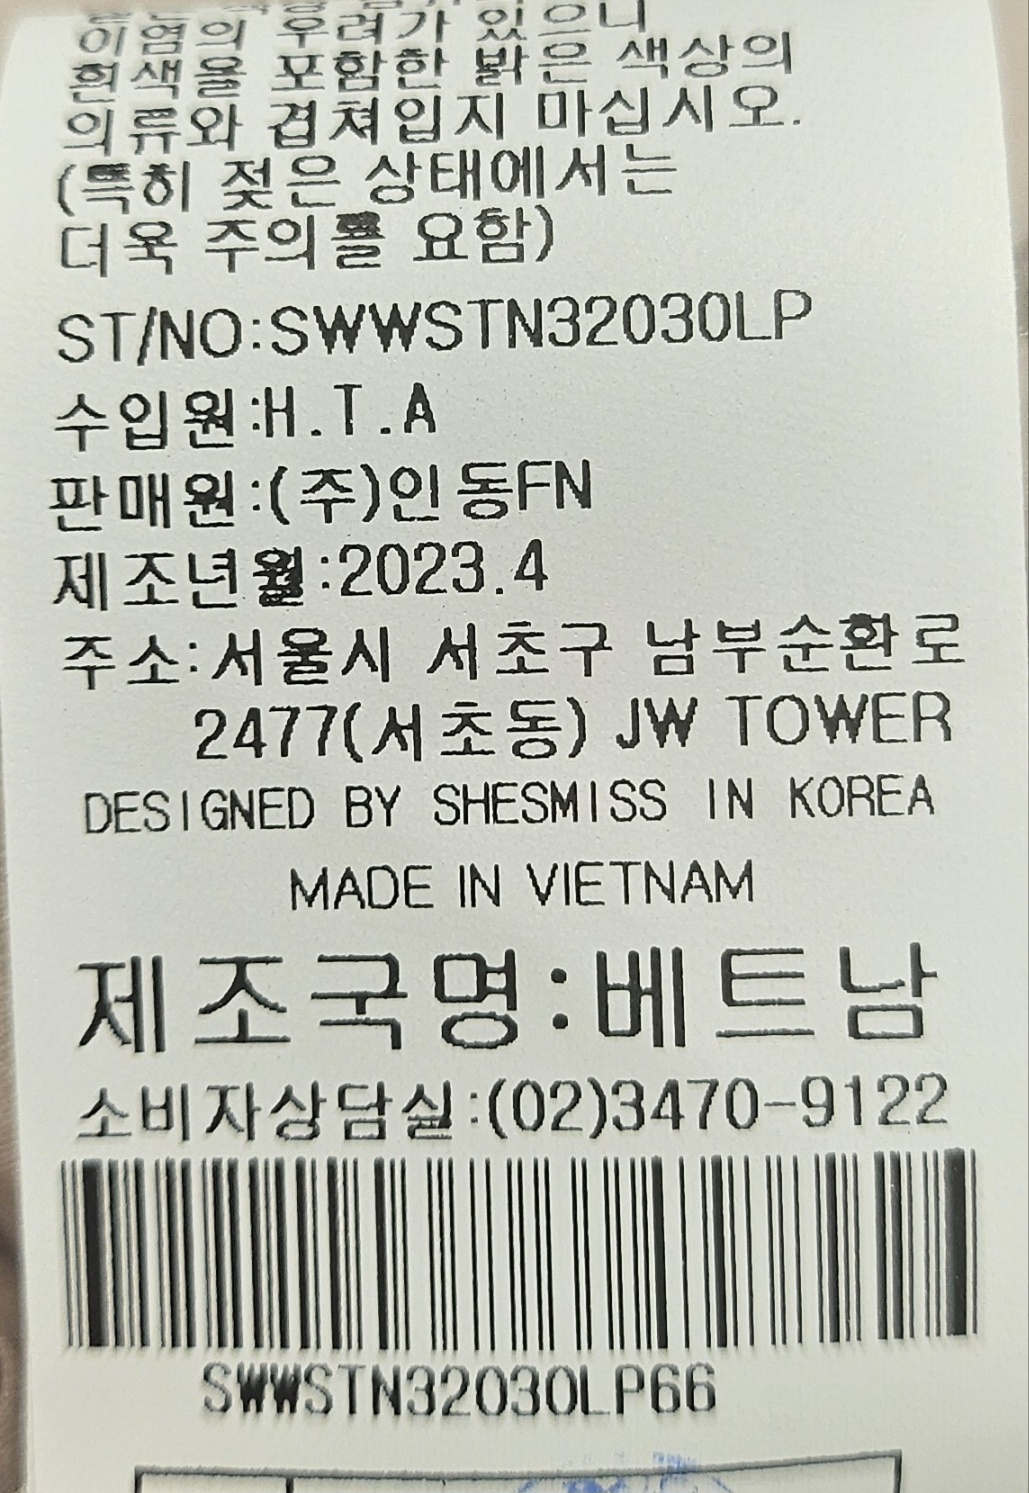 이염의 우려가 있으니
흰색을 포함한 밝은 색상의
의류와 겹쳐입지 마십시오.
(특히 젖은 상태에서는
더욱 주의를 요함)
ST/NO:SWWSTN32030LP
수입원:H.T.A
판매원:(주)인동FN
제조년월:2023.4
주소:서울시 서초구 남부순환로
2477(서초동) JW TOWER
DESIGNED BY SHESMISS IN KOREA
MADE IN VIETNAM
제조국명:베트남
소비자상담실:(02)3470-9122
SWWSTN32030LP66